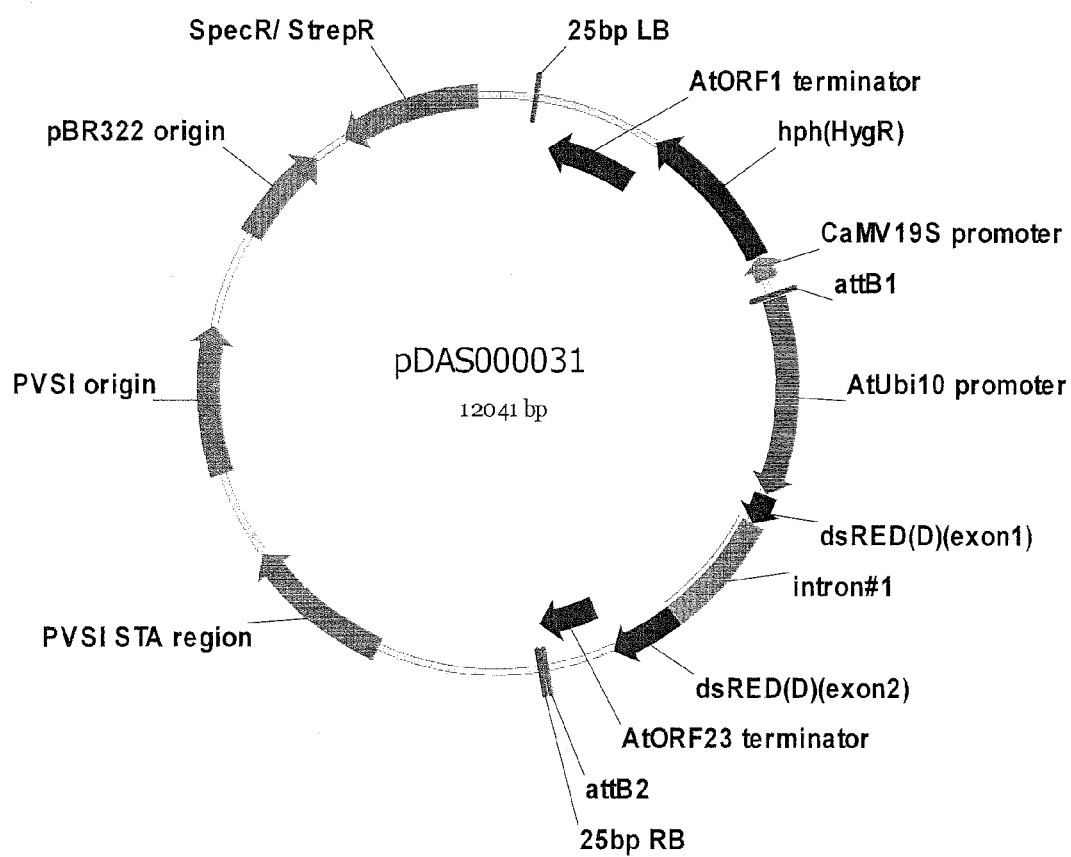 SpecR/ StrepR
25bp LB
AtORF1 terminator
pBR322 origin
hph(HygR)
CaMV19S promoter
attB1
pDAS000031
PVSI origin
AtUbi10 promoter
12041 bp
dsRED(D)(exon1)
intron#1
PVSI STA region
dsRED(D)(exon2)
AtORF23 terminator
attB2
25bp RB